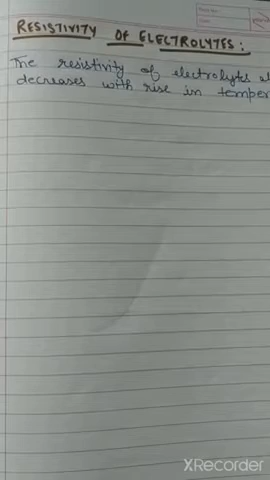 RESISTIVITY OF ELECTROLYTES :
The resistivity of electrolytes
decreases with rise in temper
XRecorder